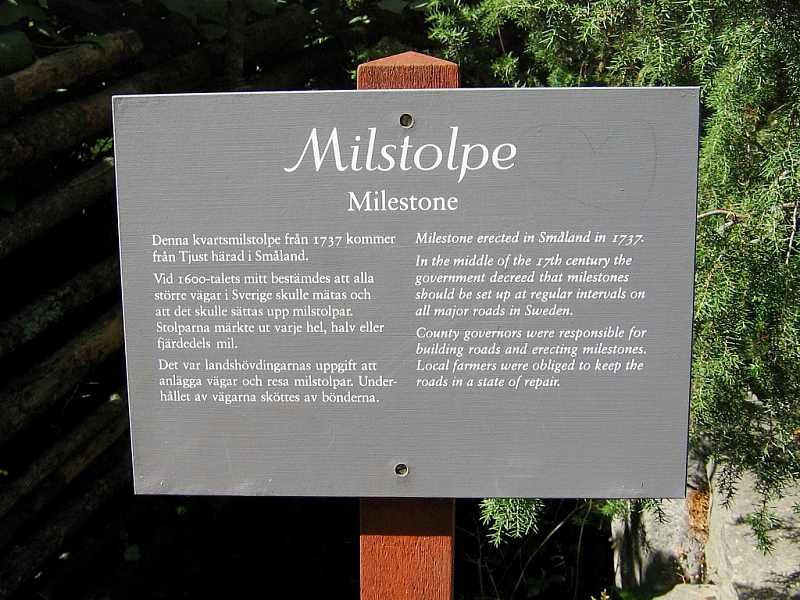 Milstolpe
Milestone
Denna kvartsmilstolpe från 1737 kommer
från Tjust härad i Småland.
Vid 1600-talets mitt bestämdes att alla
större vägar i Sverige skulle mätas och
att det skulle sättas upp milstolpar.
Stolparna märkte ut varje hel, halv eller
fjärdedels mil.
Det var landshövdingarnas uppgift att
anlägga vägar och resa milstolpar. Under-
hållet av vägarna sköttes av bönderna.
Milestone erected in Småland in 1737.
In the middle of the 17th century the
government decreed that milestones
should be set up at regular intervals on
all major roads in Sweden.
County governors were responsible for
building roads and erecting milestones.
Local farmers were obliged to keep the
roads in a state of repair.